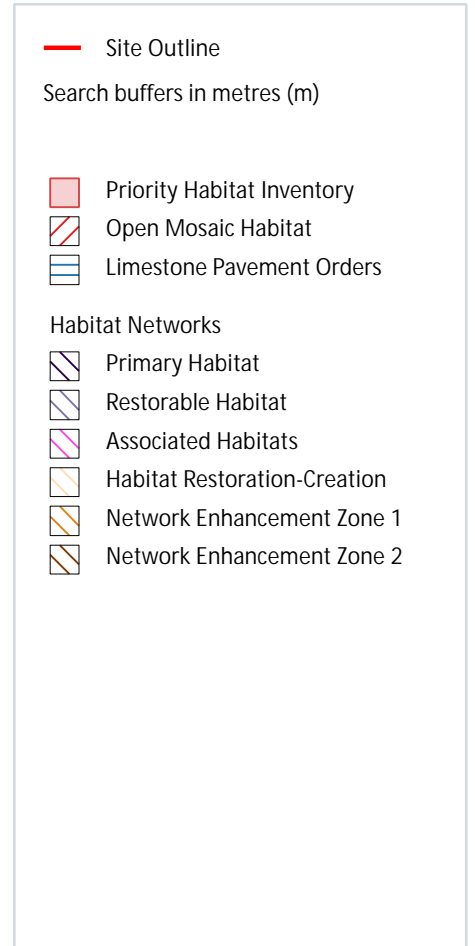 Site Outline
Search buffers in metres (m)
Priority Habitat Inventory
Open Mosaic Habitat
Limestone Pavement Orders
Habitat Networks
Primary Habitat
Restorable Habitat
Associated Habitats
Habitat Restoration-Creation
Network Enhancement Zone 1
Network Enhancement Zone 2